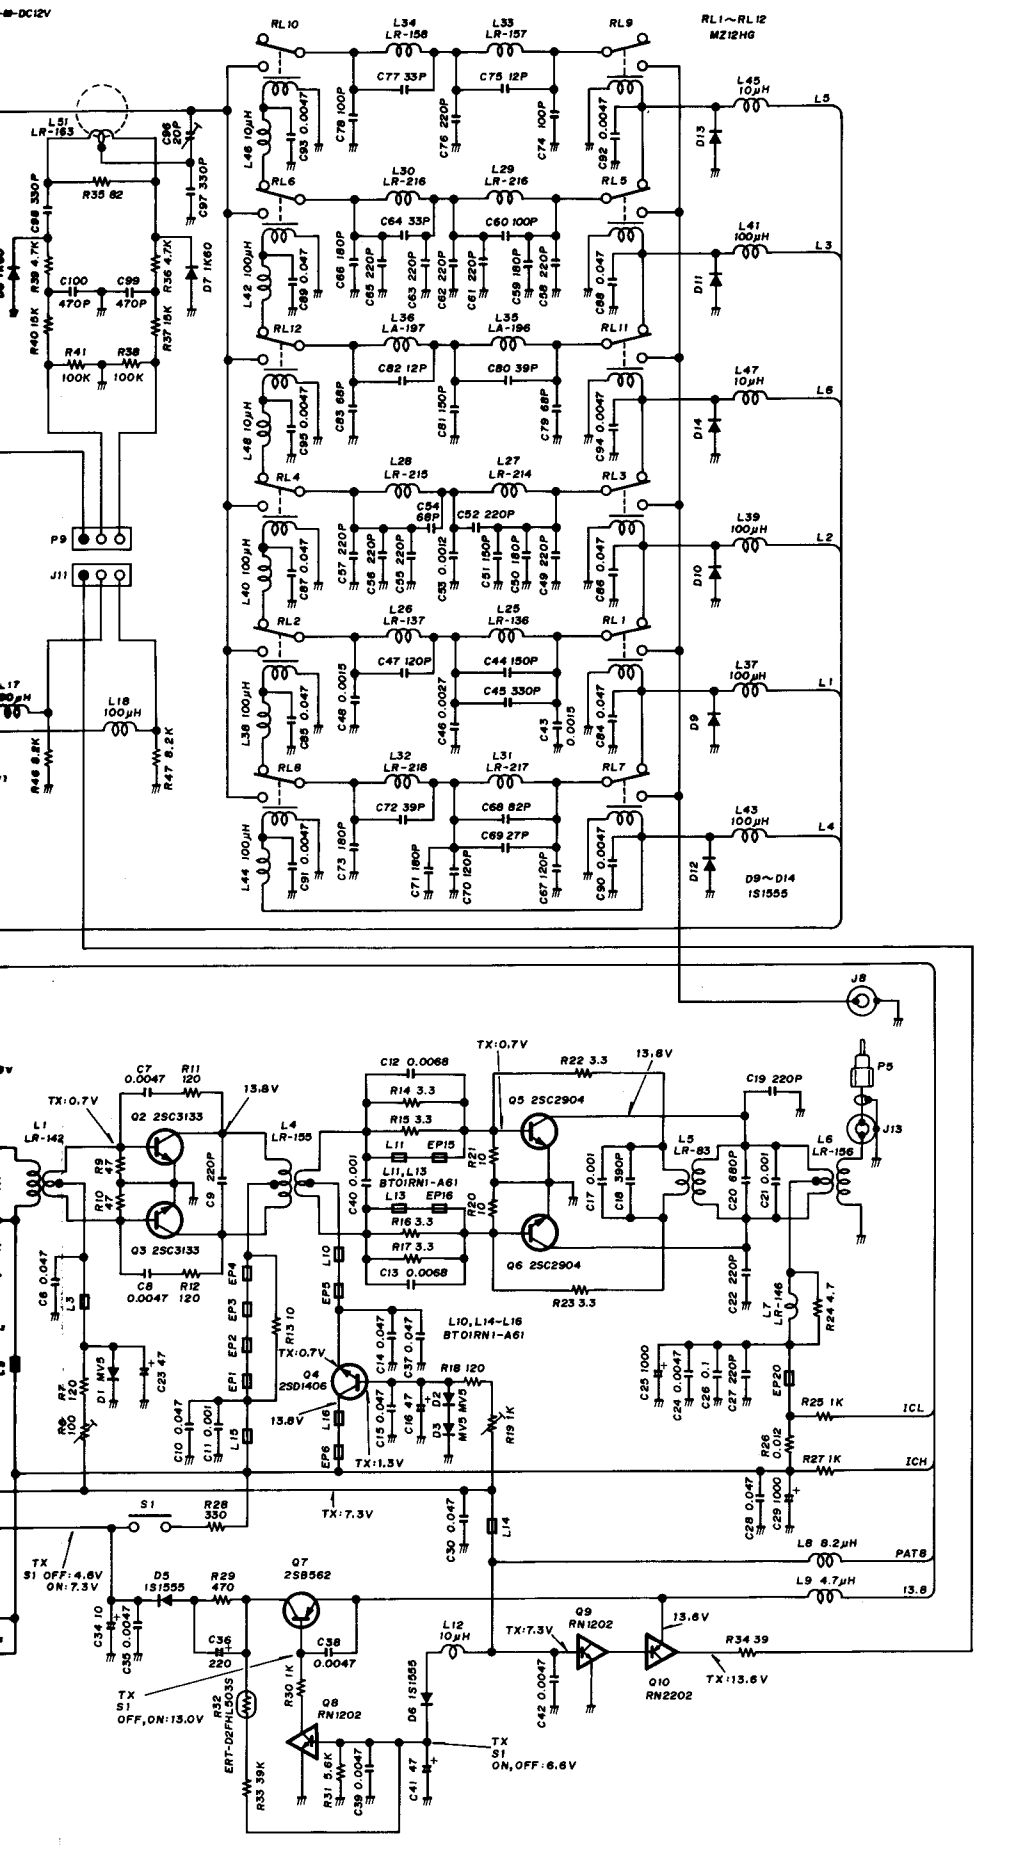 DC12V
RL10
L34
LR-158
L33
LR-157
RL9
RL1~RL12
MZ12HG
C77 33P
C75 12P
L45
10μH
L5
L51
LR-163
C96
20P
C78 100P
C76 220P
C74 100P
L46 10μH
C93 0.0047
C92 0.0047
D13
R35 82
C97 330P
C98 330P
RL6
L30
LR-216
L29
LR-216
RL5
C64 33P
C60 100P
L41
100μH
L3
R39 4.7K
R36 4.7K
D7 1K60
C100
470P
C99
470P
L42 100μH
C89 0.047
C66 180P
C65 220P
C63 220P
C62 220P
C61 220P
C59 180P
C58 220P
C88 0.047
D11
R40 15K
R37 15K
RL12
L36
LA-197
L35
LA-196
RL11
R41
100K
R38
100K
C82 12P
C80 39P
L47
10μH
L6
L48 10μH
C95 0.0047
C83 68P
C81 150P
C79 68P
C94 0.0047
D14
RL4
L28
LR-215
L27
LR-214
RL3
C54
68P
C52 220P
L39
100μH
L2
P9
J11
L40 100μH
C87 0.047
C57 220P
C56 220P
C55 220P
C53 0.0012
C51 150P
C50 180P
C49 220P
C86 0.047
D10
RL2
L26
LR-137
L25
LR-136
RL1
C47 120P
C44 150P
C45 330P
L37
100μH
L1
L17
L18
100μH
L38 100μH
C85 0.047
C48 0.0015
C46 0.0027
C43
0.0015
C84 0.047
D9
R46 8.2K
R47 8.2K
RL8
L32
LR-218
L31
LR-217
RL7
C72 39P
C68 82P
C69 27P
L43
100μH
L4
L44 100μH
C91 0.0047
C73 180P
C71 180P
C70 120P
C67 120P
C90 0.0047
D12
D9~D14
1S1555
J8
C7
0.0047
R11
120
C12 0.0068
TX:0.7V
R22 3.3
13.8V
C19 220P
P5
TX:0.7V
Q2 2SC3133
13.8V
R14 3.3
R15 3.3
Q5 2SC2904
L1
LR-142
R9
47
R10
47
C9 220P
L4
LR-155
C40 0.001
L11
EP15
L11,L13
BT01RN1-A61
L13
EP16
R21
10
R20
10
C17 0.001
C18 390P
L5
LR-83
C20 680P
C21 0.001
L6
LR-156
J13
R16 3.3
R17 3.3
C13 0.0068
Q3 2SC3133
C8
0.0047
R12
120
Q6 2SC2904
R23 3.3
C22 220P
L7
LR-146
R24 4.7
C6 0.047
L3
EP4
EP3
EP2
EP1
R13 10
L10
EP5
L10,L14~L16
BT01RN1-A61
C14 0.047
C37 0.047
TX:0.7V
Q4
2SD1406
R18 120
R7
120
D1 MV5
C23 47
13.8V
L16
EP6
C15 0.047
C16 47
D2
D3
MV5 MV5
R19 1K
C25 1000
C24 0.0047
C26 0.1
C27 220P
EP20
R25 1K
ICL
100
C10 0.047
C11 0.001
L15
TX:1.3V
R26
0.012
R27 1K
ICH
S1
R28
330
TX:7.3V
C30 0.047
L14
C28 0.047
C29 1000
L8 8.2μH
PAT8
TX
S1 OFF:4.6V
ON:7.3V
D5
1S1555
R29
470
Q7
2SB562
L9 4.7μH
13.8
C34 10
C35 0.0047
C36
220
C38
0.0047
L12
10μH
TX:7.3V
Q9
RN1202
13.6V
R34 39
TX:13.6V
Q10
RN2202
TX
S1
OFF,ON:13.0V
R32
ERT-D2FHL503S
R30 1K
Q8
RN1202
D6 1S1555
C42 0.0047
R33 39K
R31 5.6K
C39 0.0047
C41 47
TX
S1
ON,OFF:6.6V